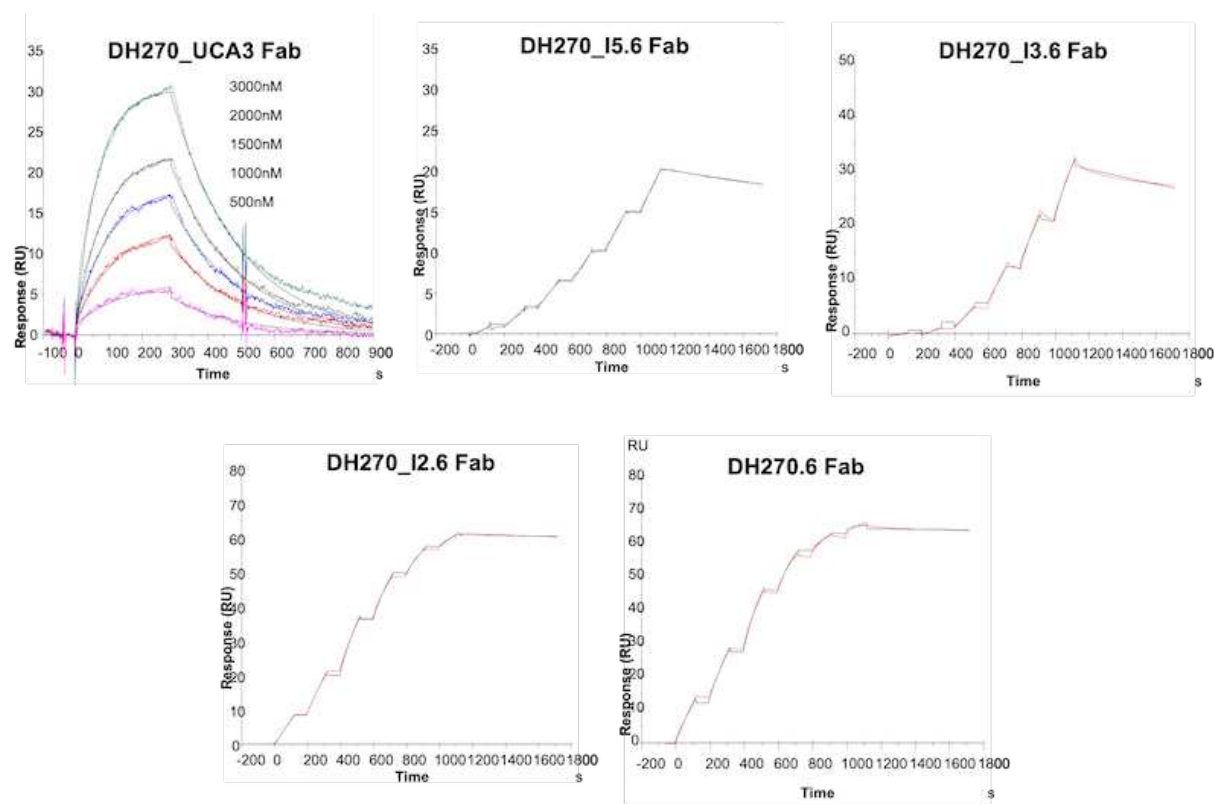 DH270_UCA3 Fab
35
30
25
20
15
10
5
0
Response (RU)
3000nM
2000nM
1500nM
1000nM
500nM
-100 0 100 200 300 400 500 600 700 800 900
Time s
DH270_I5.6 Fab
35
30
25
20
15
10
5
0
Response (RU)
-200 0 200 400 600 800 1000 1200 1400 1600 1800
Time
DH270_I3.6 Fab
50
40
30
20
10
0
Response (RU)
-200 0 200 400 600 800 1000 1200 1400 1600 1800
Time s
DH270_I2.6 Fab
80
70
60
50
40
30
20
10
0
Response (RU)
-200 0 200 400 600 800 1000 1200 1400 1600 1800
Time s
RU
DH270.6 Fab
80
70
60
50
40
30
20
10
0
Response (RU)
-200 0 200 400 600 800 1000 1200 1400 1600 1800
Time s